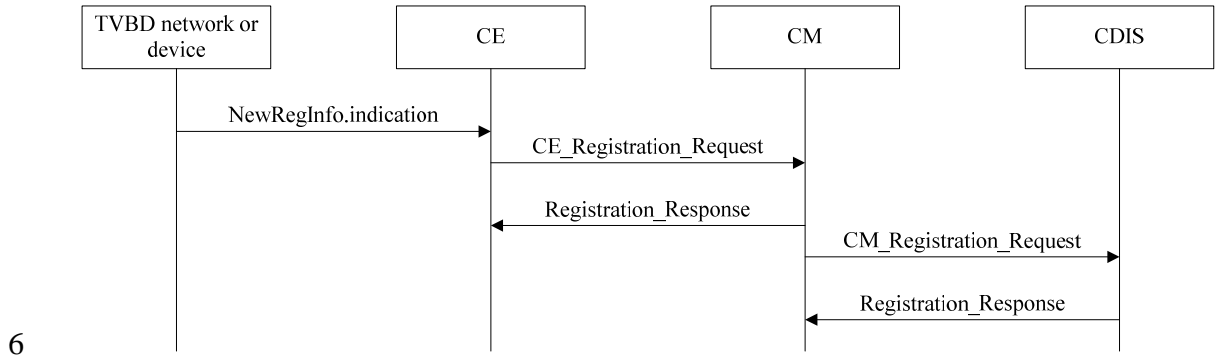 TVBD network or
device
CE
CM
CDIS
NewRegInfo.indication
CE_Registration_Request
Registration_Response
CM_Registration_Request
Registration_Response
6